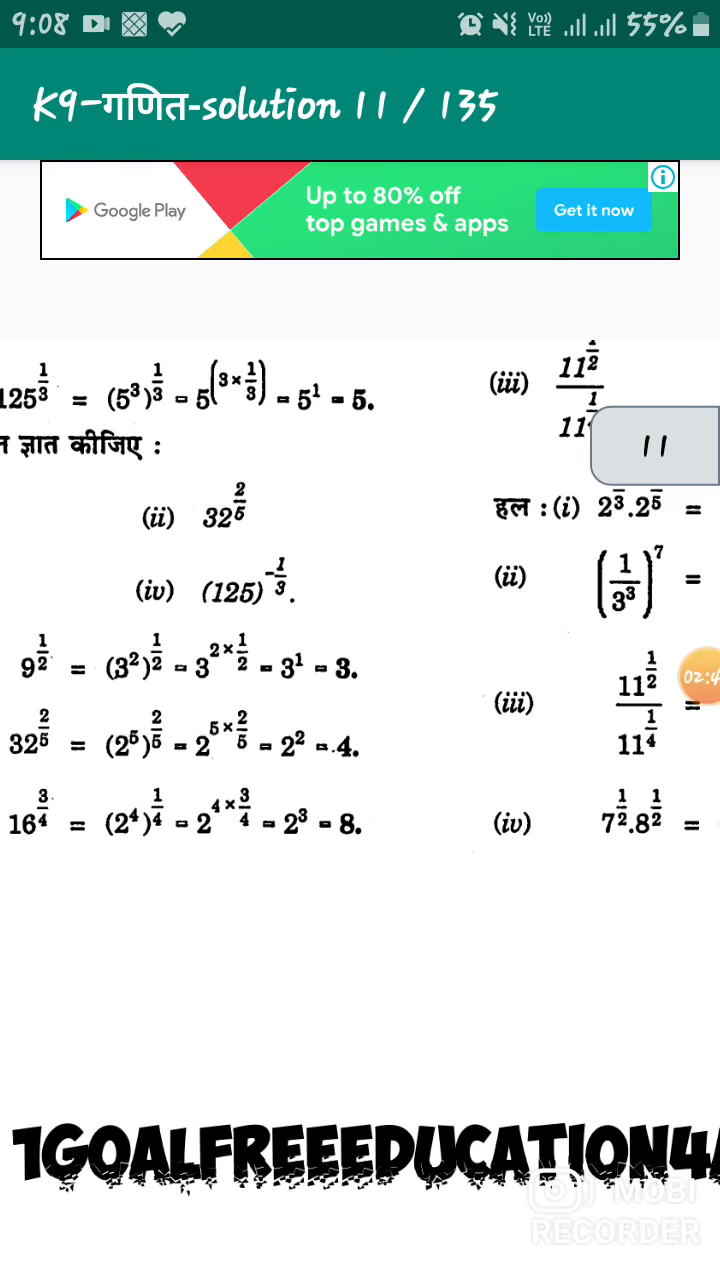 9:08 Vo)) LTE 55%
K9-गणित-solution 11 / 135
Google Play
Up to 80% off
top games & apps
Get it now
125^(1/3) = (5³)^(1/3) = 5^(3×1/3) = 5¹ = 5.
ज्ञात कीजिए :
(ii) 32^(2/5)
(iv) (125)^(-1/3).
9^(1/2) = (3²)^(1/2) = 3^(2×1/2) = 3¹ = 3.
32^(2/5) = (2⁵)^(2/5) = 2^(5×2/5) = 2² = .4.
16^(3/4) = (2⁴)^(1/4) = 2^(4×3/4) = 2³ = 8.
(iii) 11^(1/2) / 11
11
हल : (i) 2^(/3).2^(/5) =
(ii) (1/3³)⁷ =
(iii) 11^(1/2) / 11^(1/4) =
02:4
(iv) 7^(1/2).8^(1/2) =
1GOALFREEEDUCATION4
MOBI
RECORDER